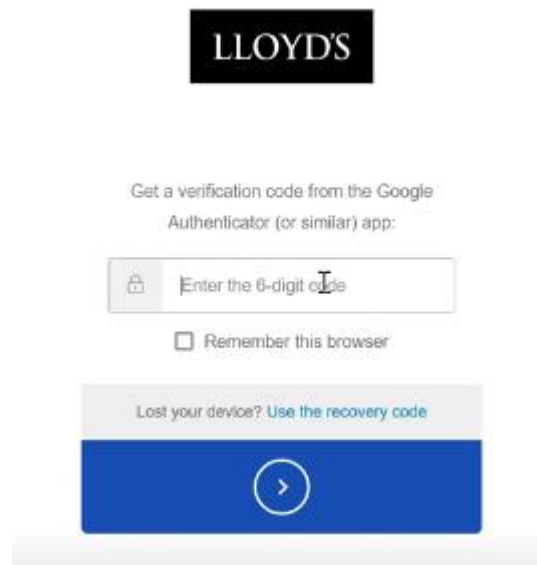 LLOYD'S
Get a verification code from the Google
Authenticator (or similar) app:
Enter the 6-digit code
Remember this browser
Lost your device? Use the recovery code